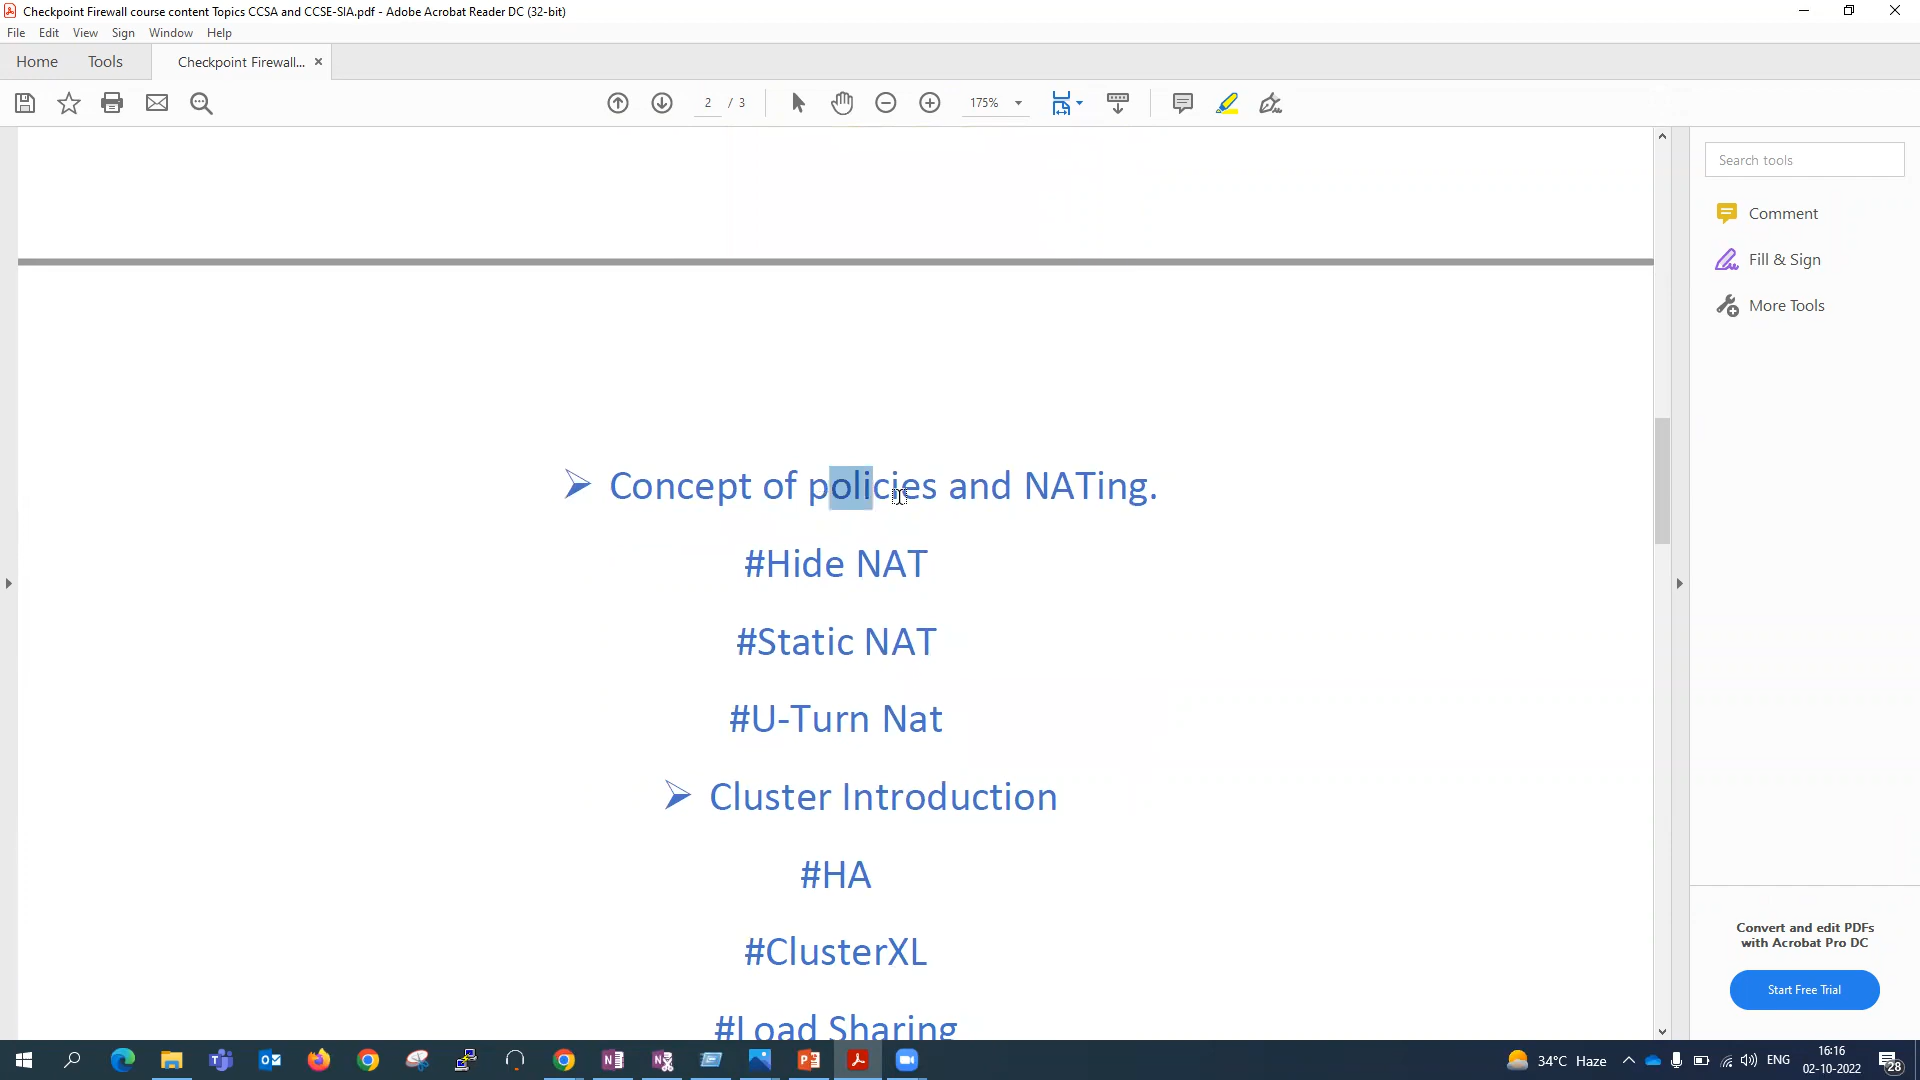 Checkpoint Firewall course content Topics CCSA and CCSE-SIA.pdf - Adobe Acrobat Reader DC (32-bit)
File Edit View Sign Window Help
Home Tools Checkpoint Firewall... ×
2 / 3 175%
Search tools
Comment
Fill & Sign
More Tools
➢ Concept of policies and NATing.
#Hide NAT
#Static NAT
#U-Turn Nat
➢ Cluster Introduction
#HA
#ClusterXL
#Load Sharing
Convert and edit PDFs
with Acrobat Pro DC
Start Free Trial
34°C Haze ENG 16:16
02-10-2022 28